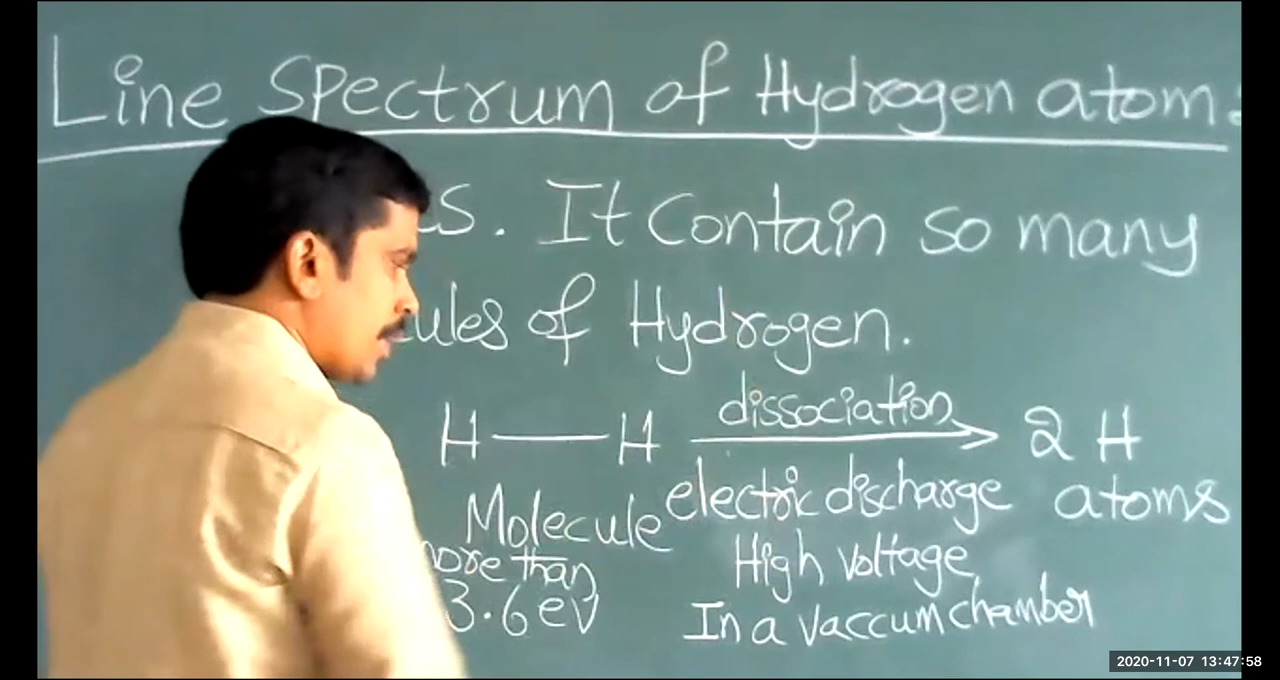 Line Spectrum of Hydrogen atom
s. It Contain so many
ules of Hydrogen.
H — H dissociation → 2 H
Molecule electric discharge atoms
more than High voltage
3.6 ev In a vaccum chamber
2020-11-07 13:47:58